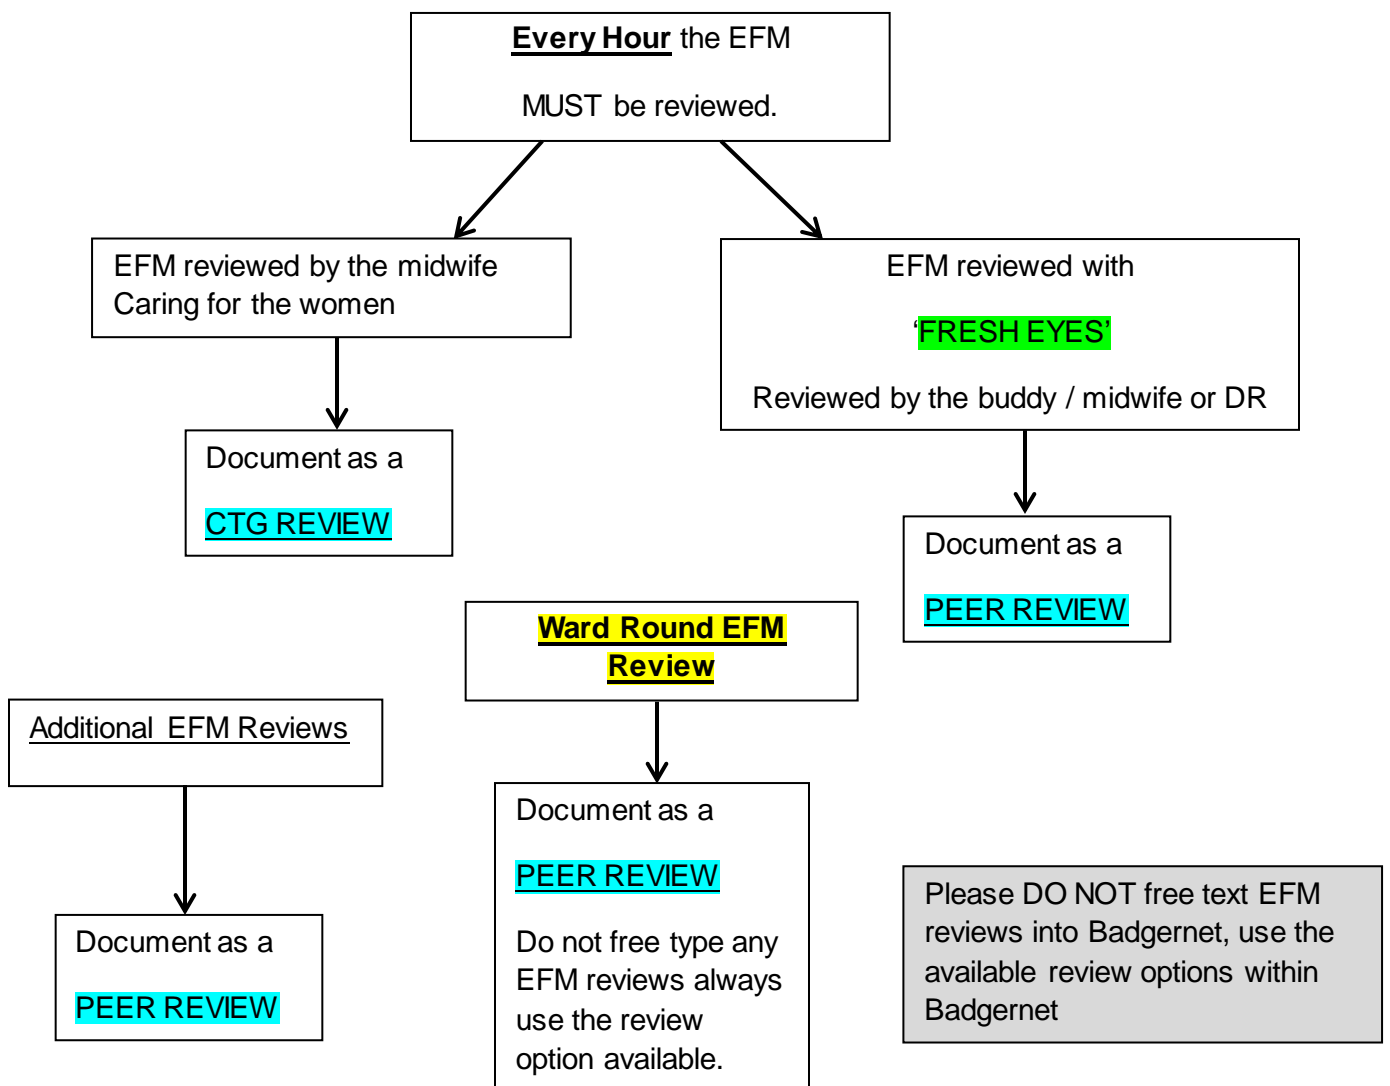 Every Hour the EFM
MUST be reviewed.
EFM reviewed by the midwife
Caring for the women
EFM reviewed with
‘FRESH EYES’
Reviewed by the buddy / midwife or DR
Document as a
CTG REVIEW
Document as a
PEER REVIEW
Ward Round EFM
Review
Additional EFM Reviews
Document as a
PEER REVIEW
Do not free type any
EFM reviews always
use the review
option available.
Please DO NOT free text EFM
reviews into Badgernet, use the
available review options within
Badgernet
Document as a
PEER REVIEW